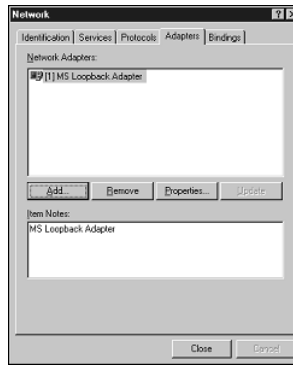 Network
Identification Services Protocols Adapters Bindings
Network Adapters:
[1] MS Loopback Adapter
Add... Remove Properties... Update
Item Notes:
MS Loopback Adapter
Close Cancel